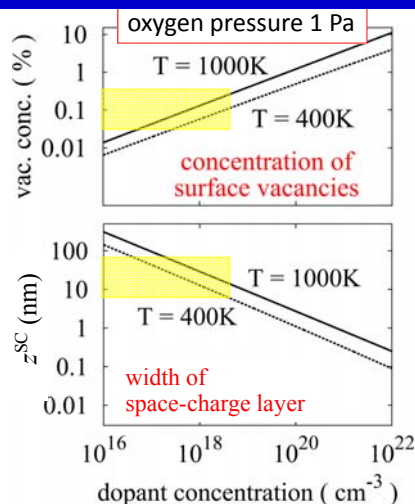 oxygen pressure 1 Pa
vac. conc. ( % )
10
1
0.1
0.01
T = 1000K
T = 400K
concentration of
surface vacancies
z^SC (nm)
100
10
1
0.1
0.01
T = 1000K
T = 400K
width of
space-charge layer
10^16 10^18 10^20 10^22
dopant concentration ( cm^-3 )